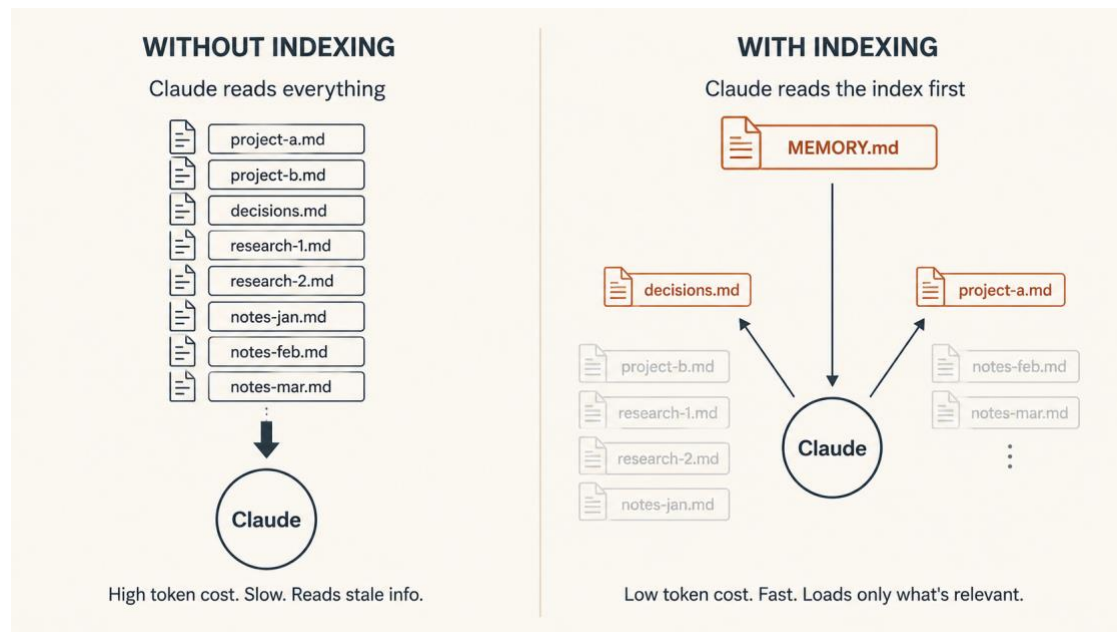 WITHOUT INDEXING
Claude reads everything
project-a.md
project-b.md
decisions.md
research-1.md
research-2.md
notes-jan.md
notes-feb.md
notes-mar.md
Claude
High token cost. Slow. Reads stale info.
WITH INDEXING
Claude reads the index first
MEMORY.md
decisions.md
project-a.md
project-b.md
research-1.md
research-2.md
notes-jan.md
notes-feb.md
notes-mar.md
Claude
Low token cost. Fast. Loads only what's relevant.